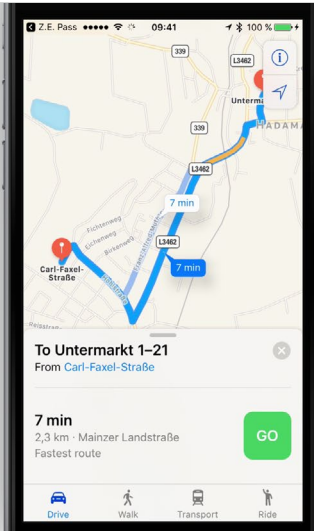 Z.E. Pass
09:41
100 %
339
L3462
Unterma
HADAMA
339
L3462
7 min
Fichtenweg
Eichenweg
Birkenweg
L3462
7 min
Carl-Faxel-
Straße
To Untermarkt 1–21
From Carl-Faxel-Straße
7 min
2,3 km · Mainzer Landstraße
Fastest route
GO
Drive
Walk
Transport
Ride